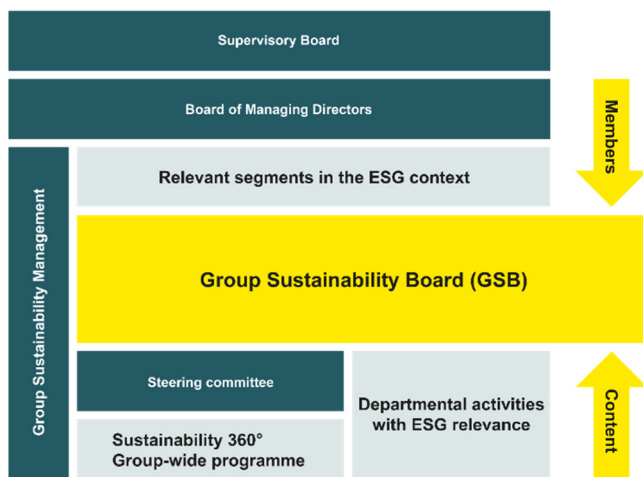 Supervisory Board
Board of Managing Directors
Members
Group Sustainability Management
Relevant segments in the ESG context
Group Sustainability Board (GSB)
Steering committee
Departmental activities
with ESG relevance
Sustainability 360°
Group-wide programme
Content